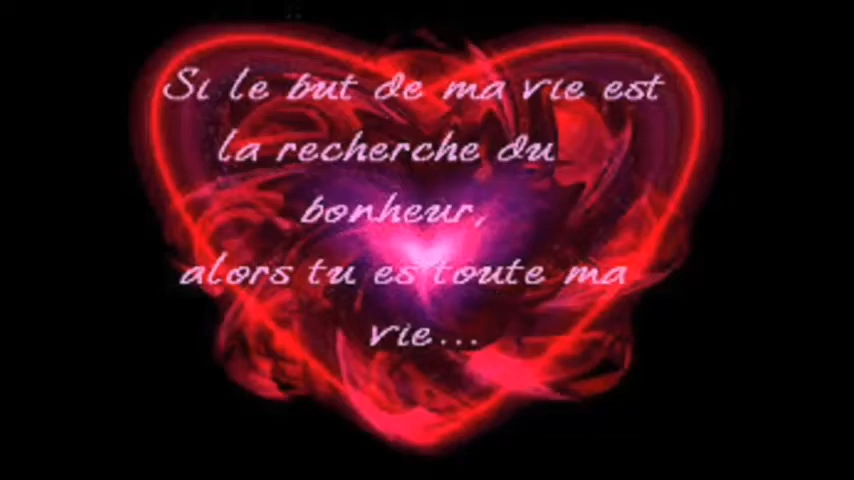 Si le but de ma vie est
la recherche du
bonheur,
alors tu es toute ma
vie...